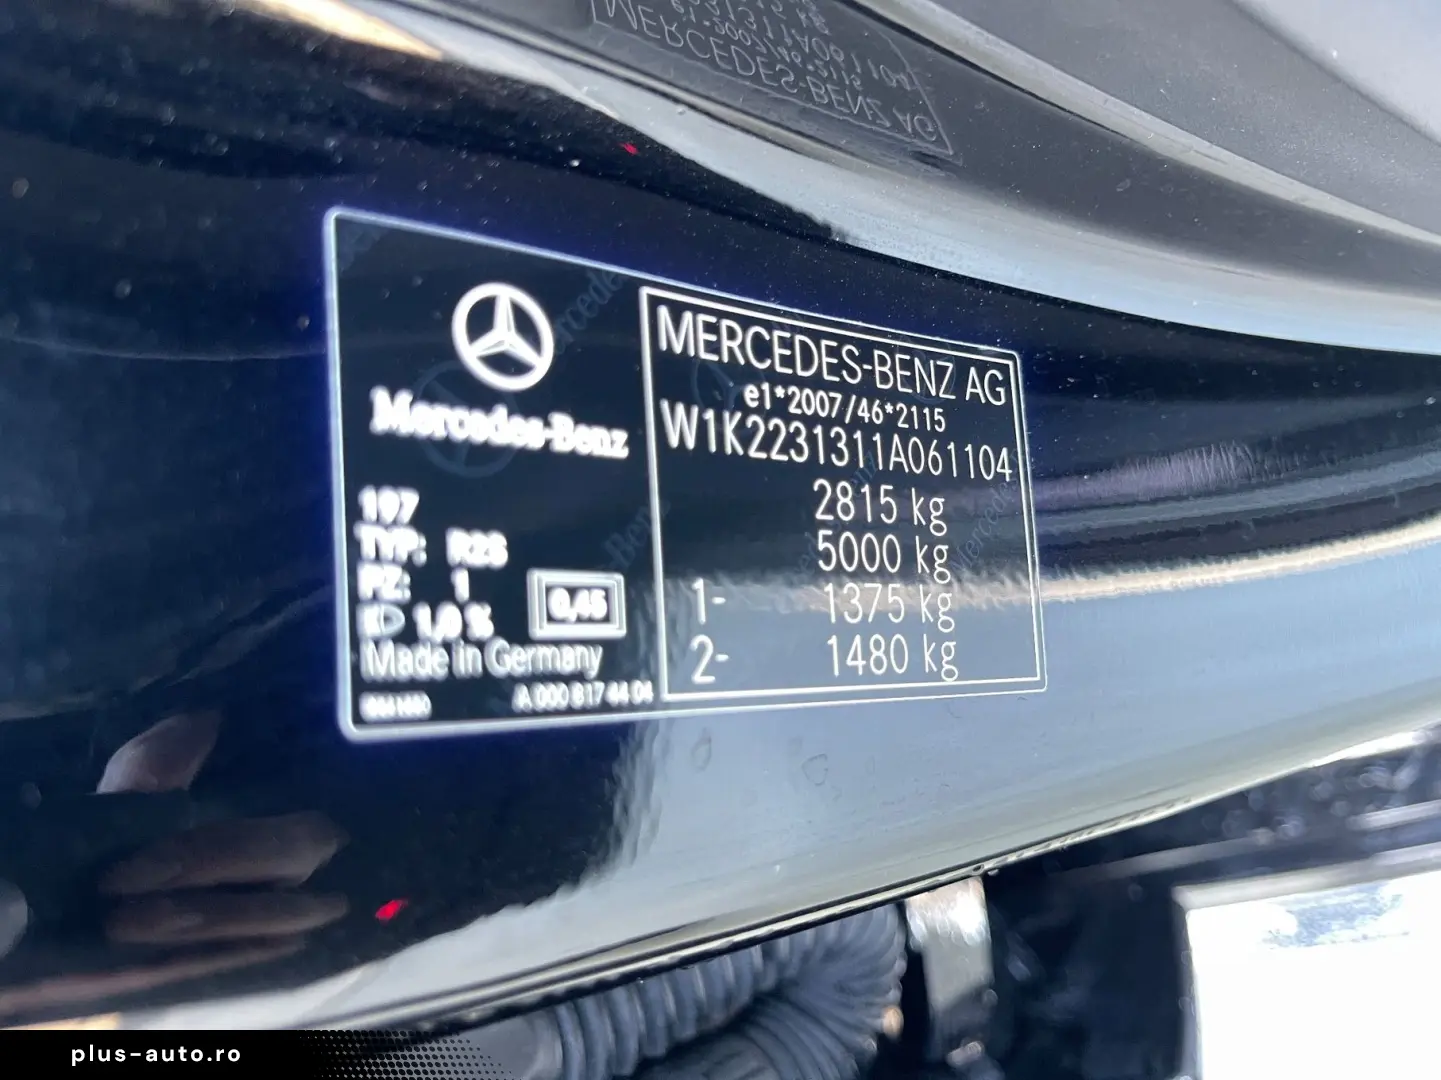 MERCEDES-BENZ AG
e1*2007/46*2115
W1K2231311A061104
2815 kg
5000 kg
1- 1375 kg
2- 1480 kg
Mercedes-Benz
197
TYP: R2S
PZ: 1
1,0 %
0,45
Made in Germany
A 000 817 44 04
plus-auto.ro